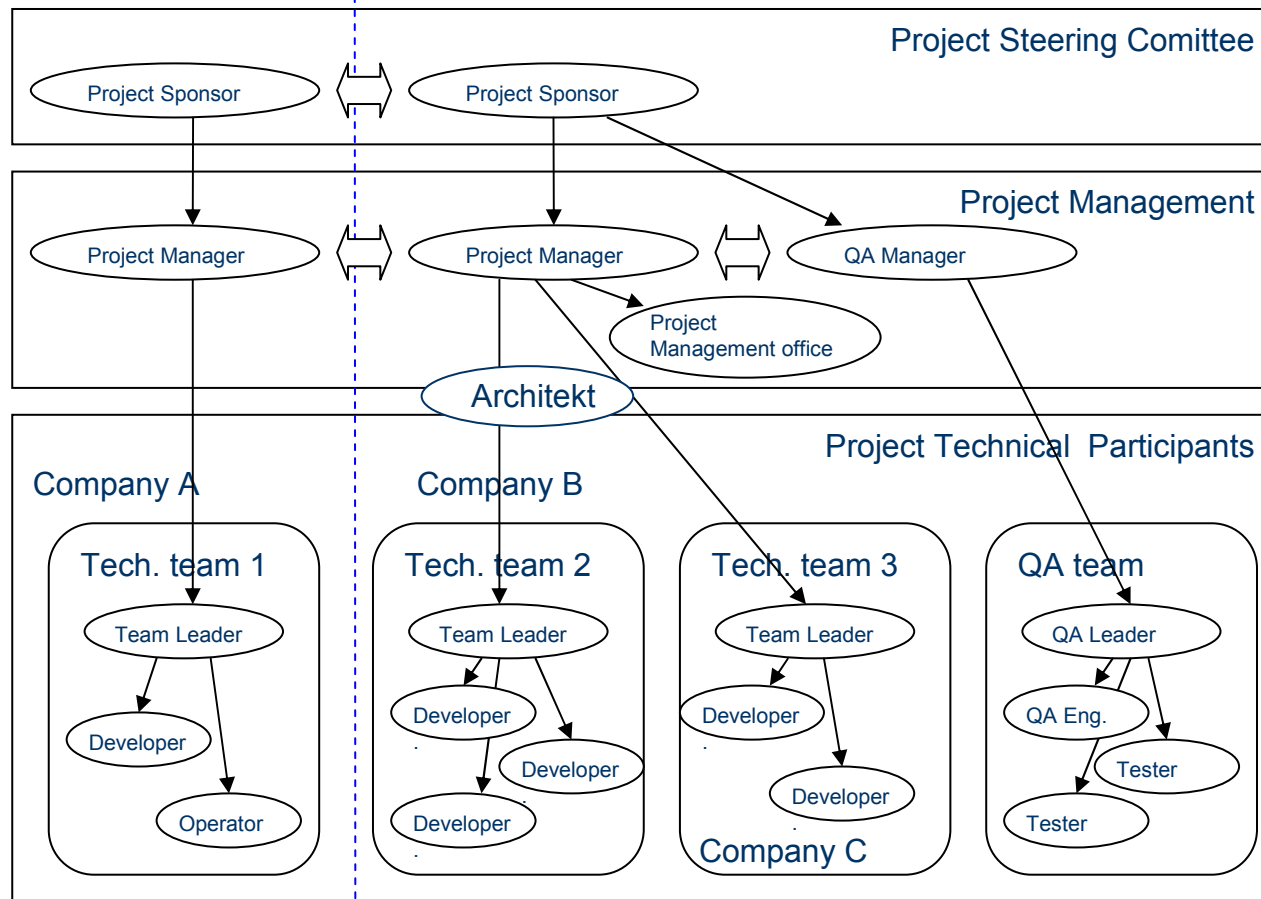 Project Steering Comittee
Project Sponsor
Project Sponsor
Project Management
Project Manager
Project Manager
QA Manager
Project
Management office
Architekt
Project Technical Participants
Company A
Company B
Tech. team 1
Tech. team 2
Tech. team 3
QA team
Team Leader
Team Leader
Team Leader
QA Leader
Developer
Developer
.
Developer
.
QA Eng.
Developer
.
Tester
Operator
Developer
.
Developer
.
Tester
Company C